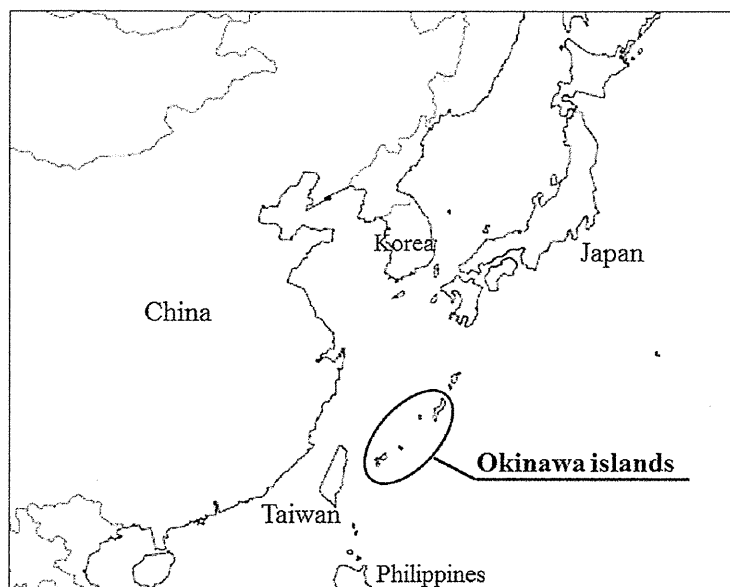 Korea
Japan
China
Okinawa islands
Taiwan
Philippines